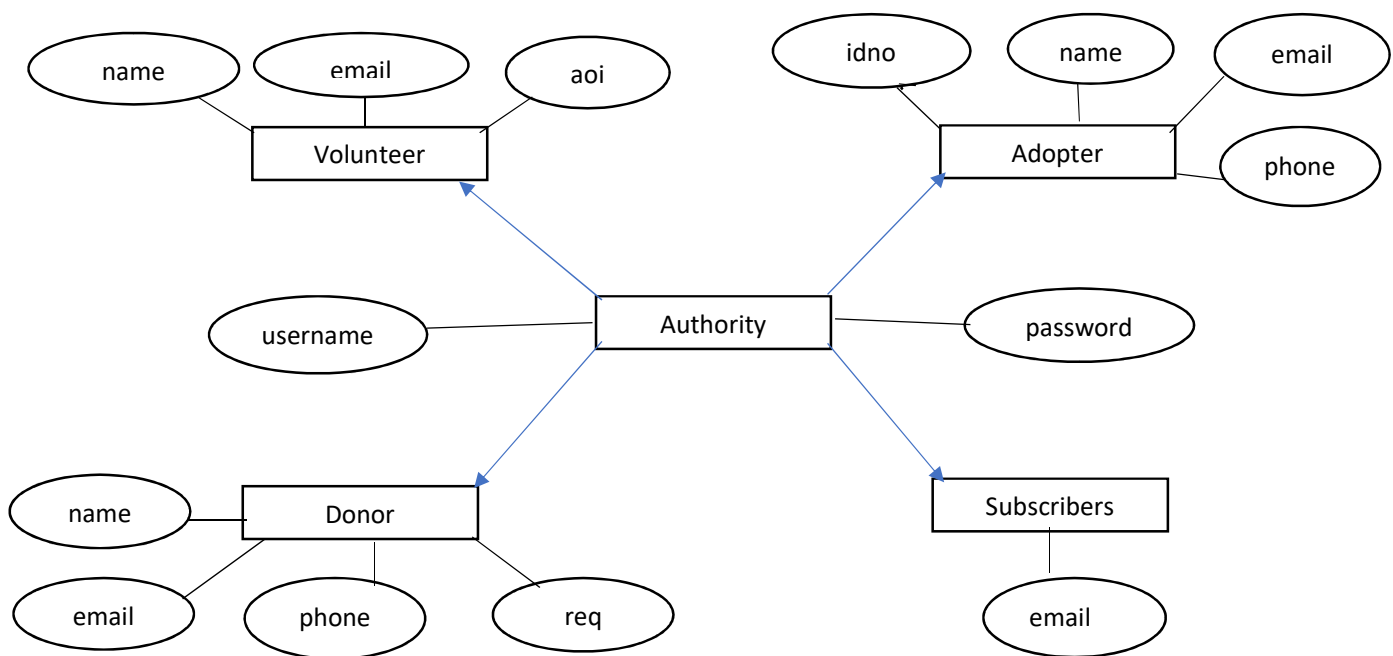 name
email
aoi
Volunteer
idno
name
email
Adopter
phone
username
Authority
password
name
Donor
email
phone
req
Subscribers
email